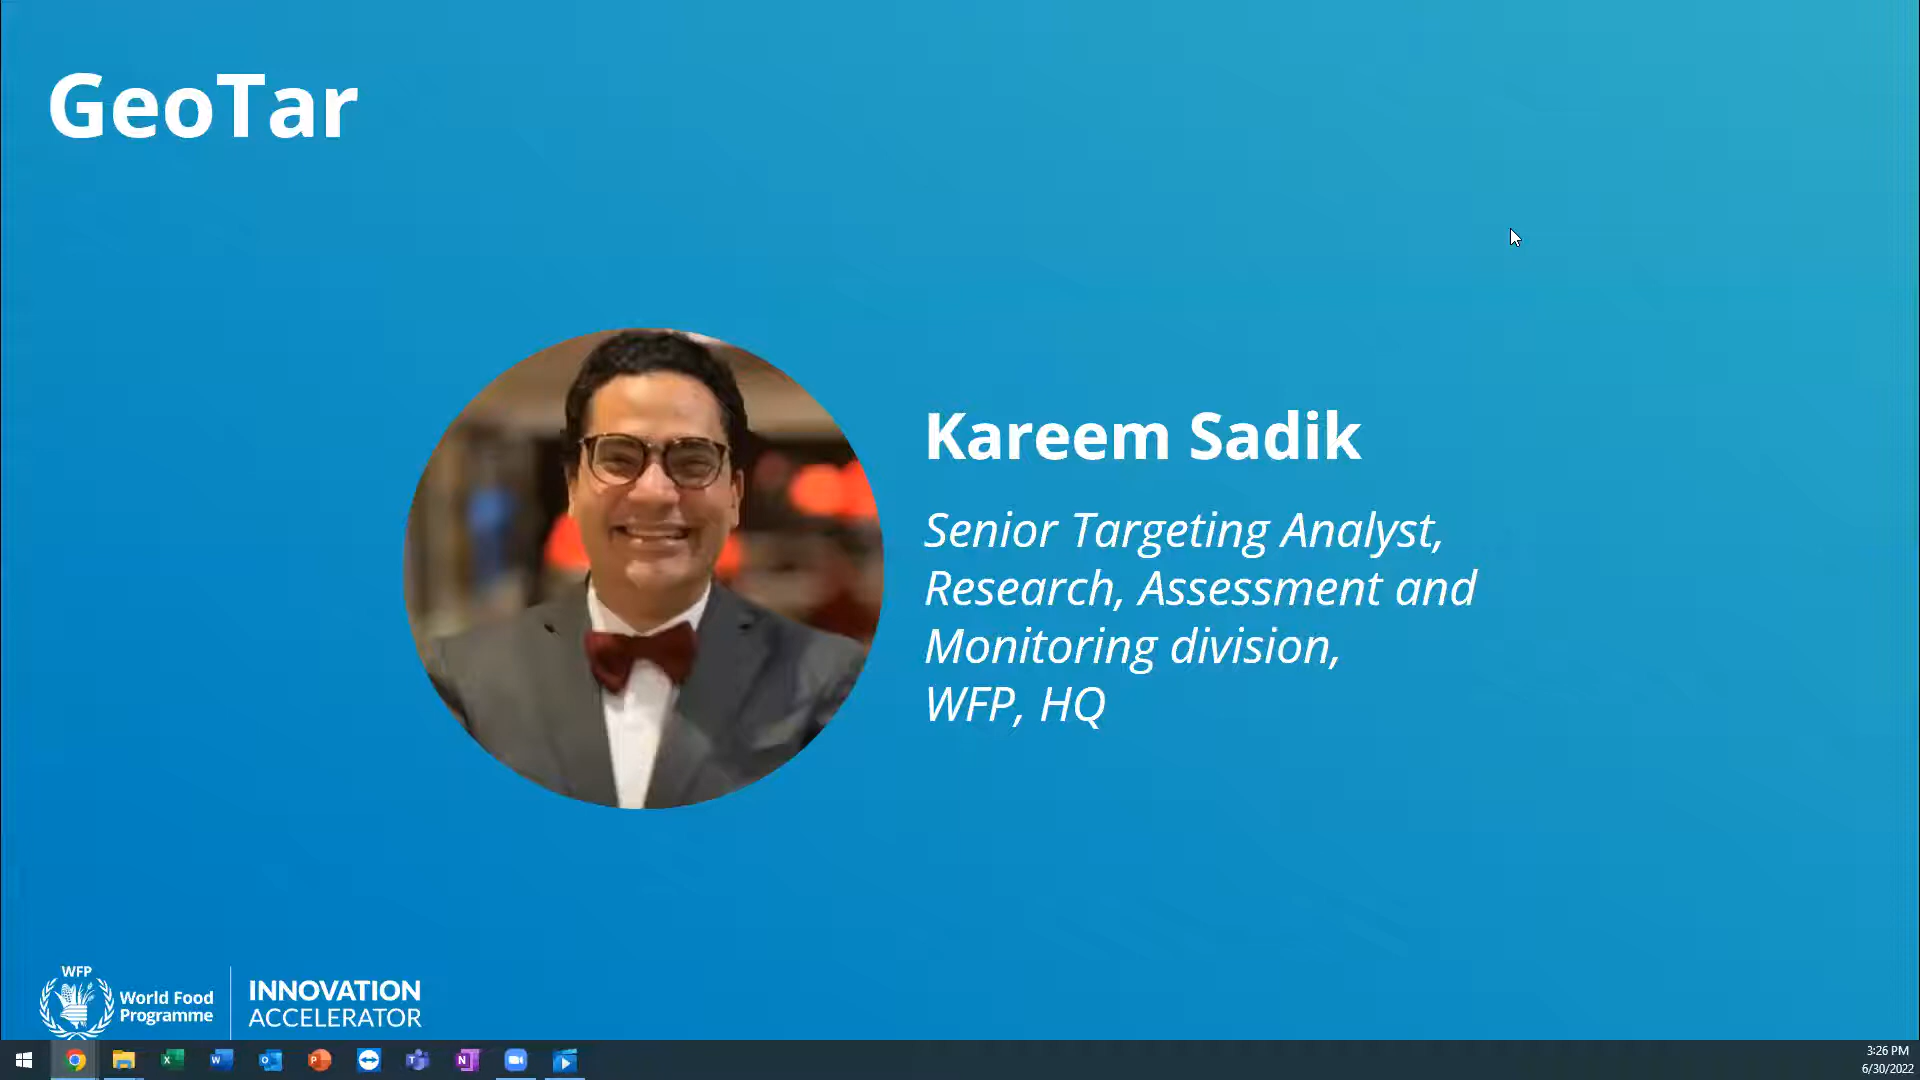 GeoTar
Kareem Sadik
Senior Targeting Analyst,
Research, Assessment and
Monitoring division,
WFP, HQ
WFP
World Food
Programme
INNOVATION
ACCELERATOR
3:26 PM
6/30/2022